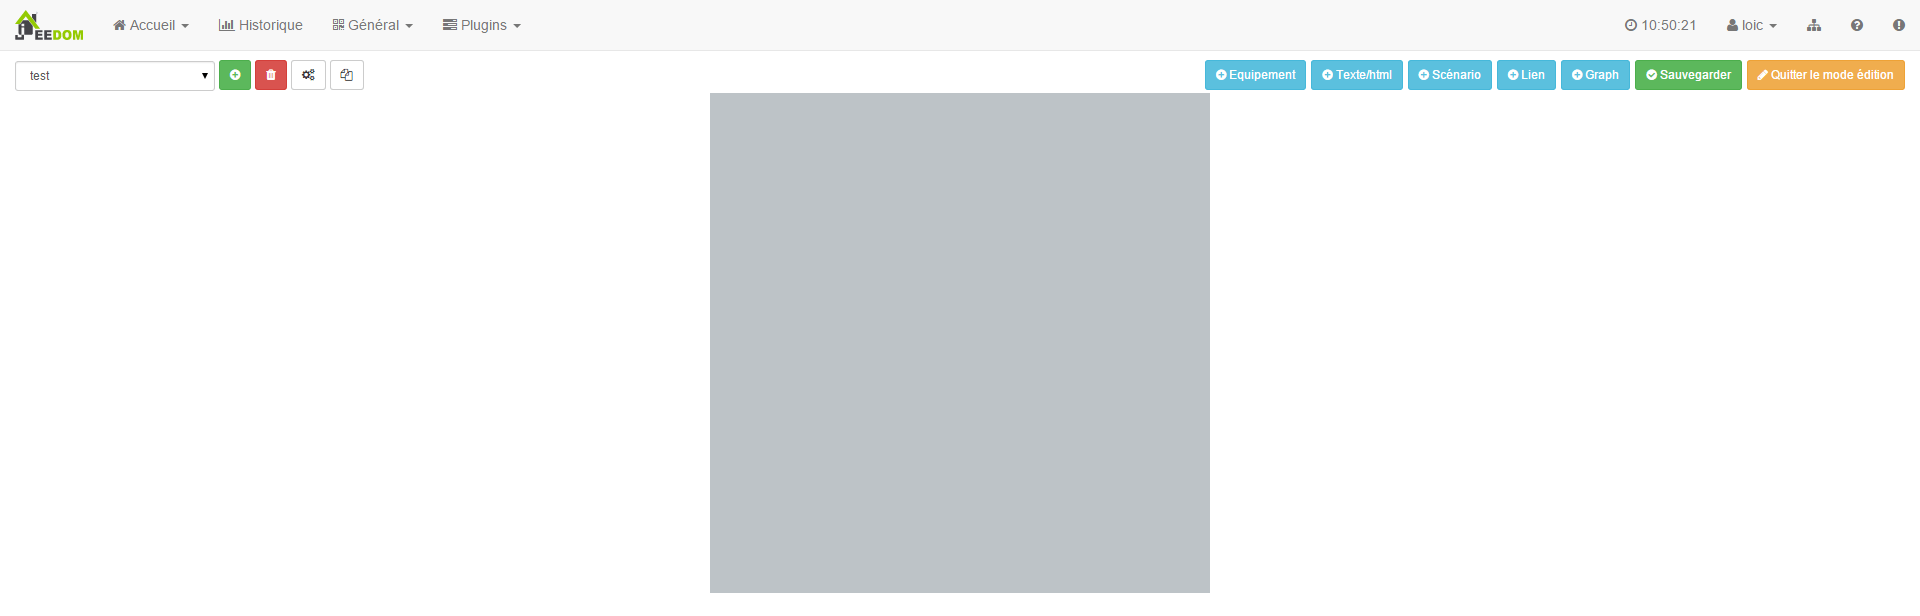 JEEDOM Accueil Historique Général Plugins 10:50:21 loic
test Equipement Texte/html Scénario Lien Graph Sauvegarder Quitter le mode édition